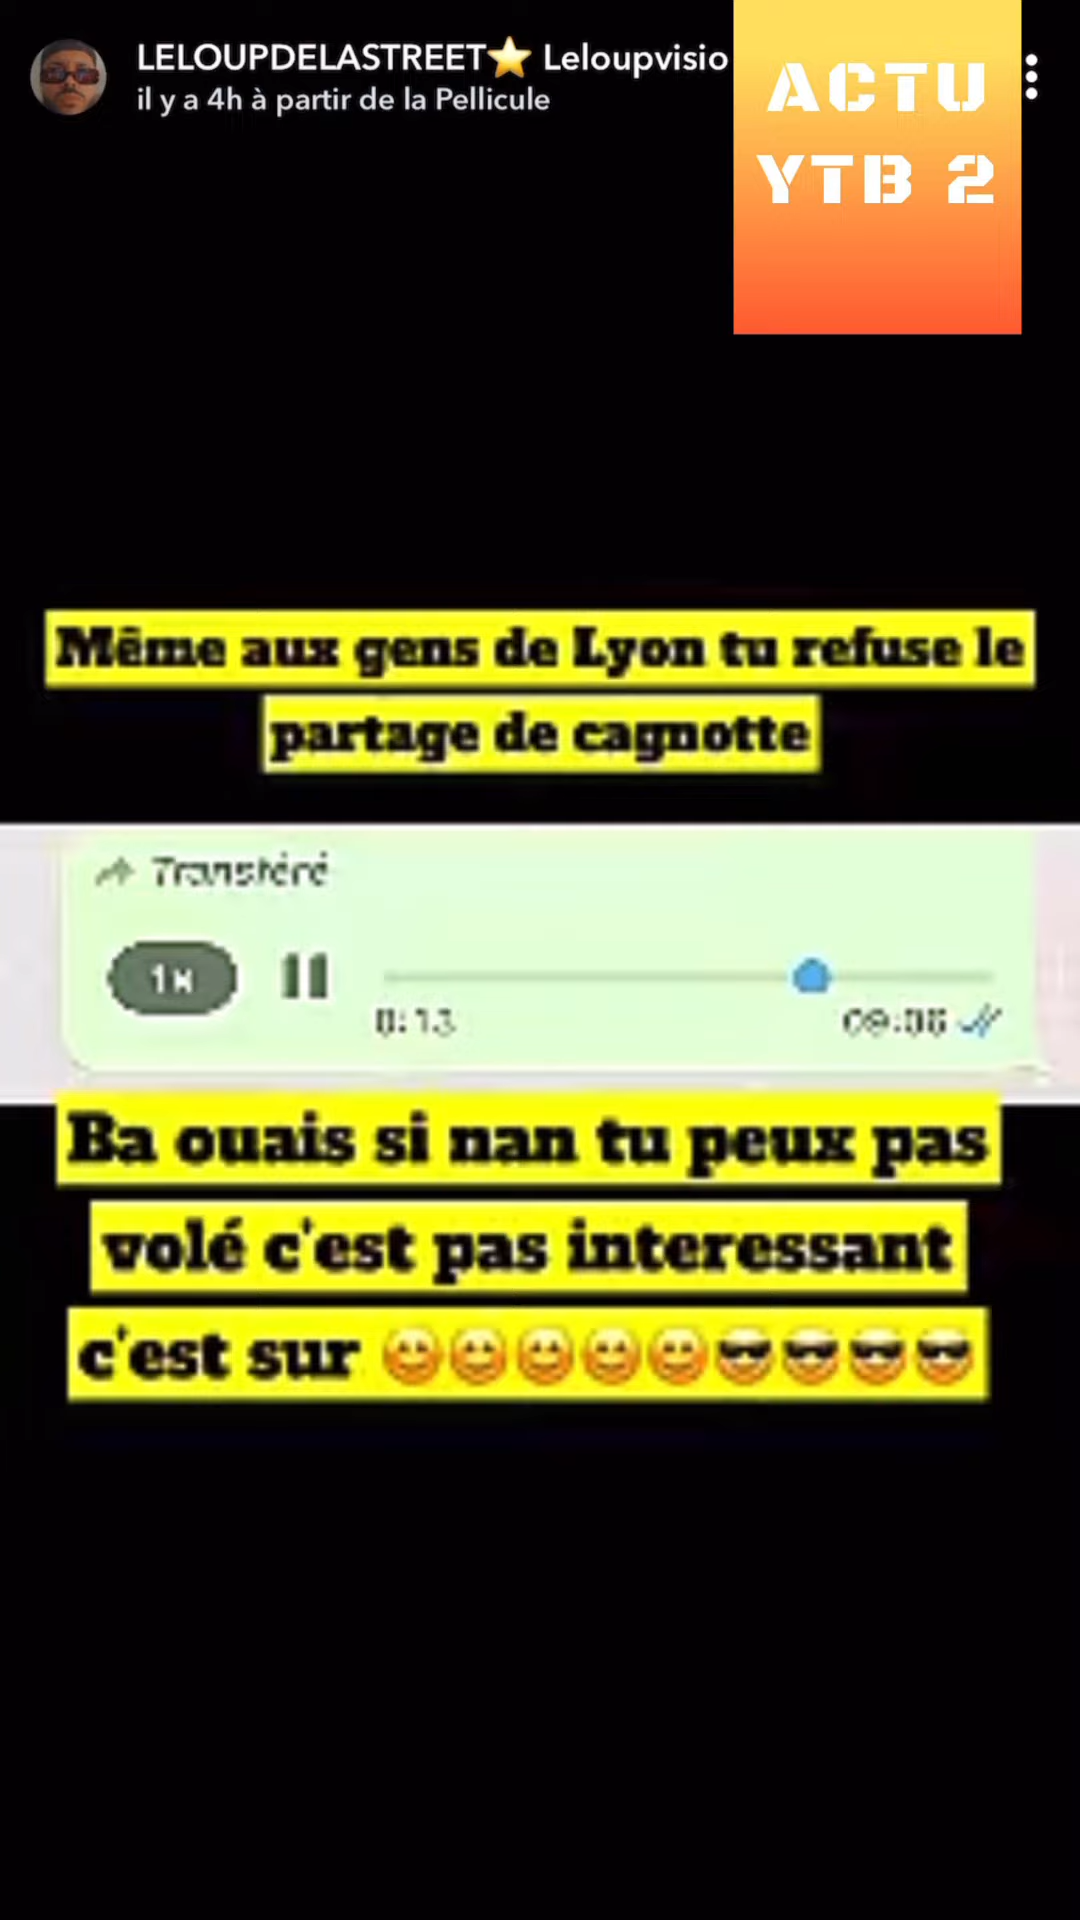 LELOUPDELASTREET⭐ Leloupvisio
il y a 4h à partir de la Pellicule
ACTU
YTB 2
Même aux gens de Lyon tu refuse le
partage de cagnotte
Transféré
1×
0:13
09:06
Ba ouais si nan tu peux pas
volé c'est pas interessant
c'est sur 😊😊😊😊😊😎😎😎😎